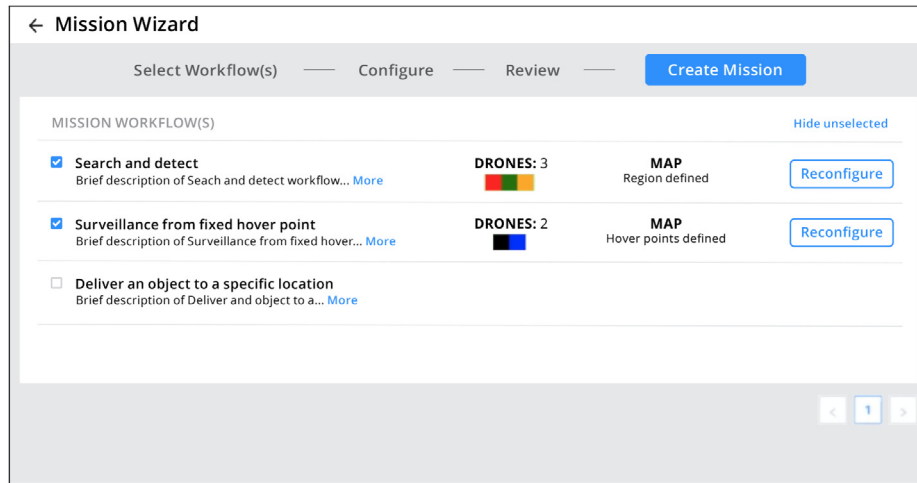 ← Mission Wizard
Select Workflow(s) — Configure — Review — Create Mission
MISSION WORKFLOW(S) Hide unselected
Search and detect DRONES: 3 MAP
Brief description of Seach and detect workflow... More Region defined Reconfigure
Surveillance from fixed hover point DRONES: 2 MAP
Brief description of Surveillance from fixed hover... More Hover points defined Reconfigure
Deliver an object to a specific location
Brief description of Deliver and object to a... More
< 1 >